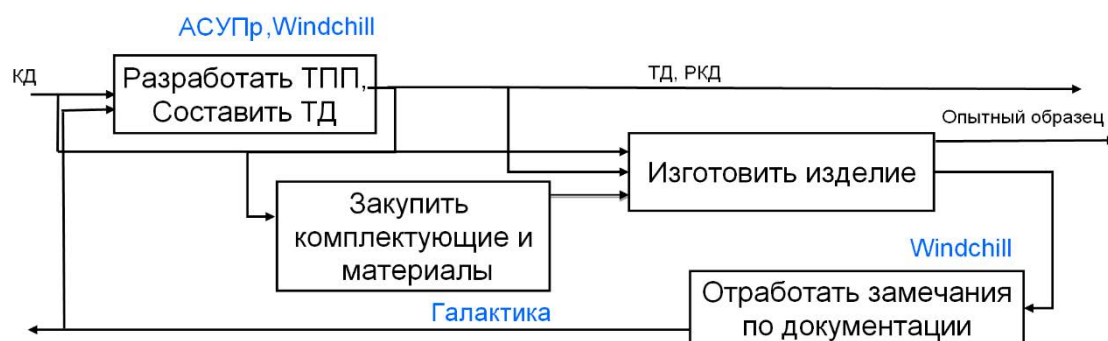 АСУПр,Windchill
КД
Разработать ТПП,
Составить ТД
ТД, РКД
Опытный образец
Изготовить изделие
Закупить
комплектующие и
материалы
Windchill
Отработать замечания
по документации
Галактика